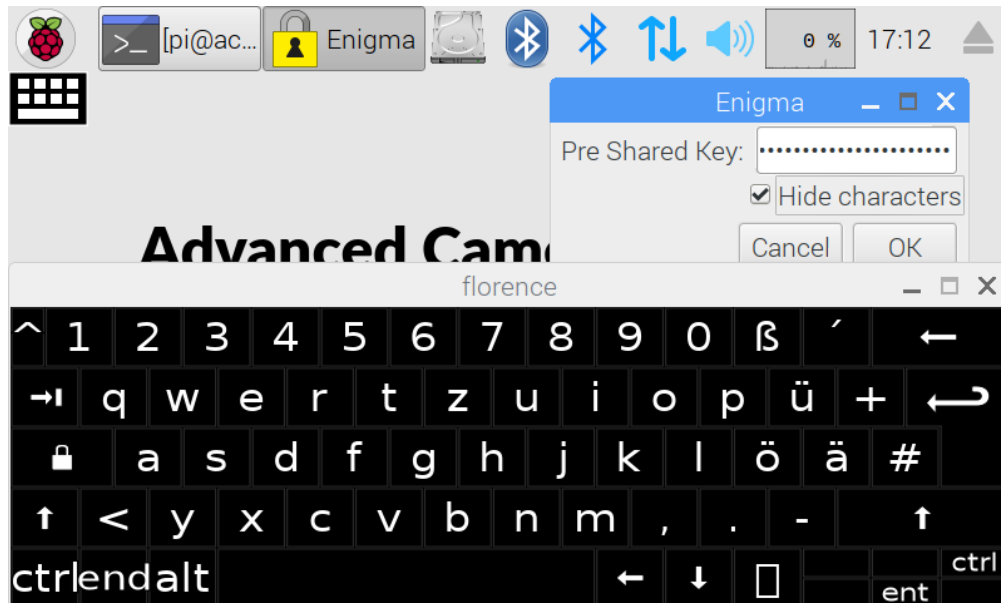 [pi@ac... Enigma 0 % 17:12
Enigma
Pre Shared Key: ••••••••••••••••••••••
Hide characters
Advanced Came
Cancel OK
florence
^ 1 2 3 4 5 6 7 8 9 0 ß ´ ←
q w e r t z u i o p ü +
a s d f g h j k l ö ä #
< y x c v b n m , . -
ctrl end alt ← ↓ ctrl
ent